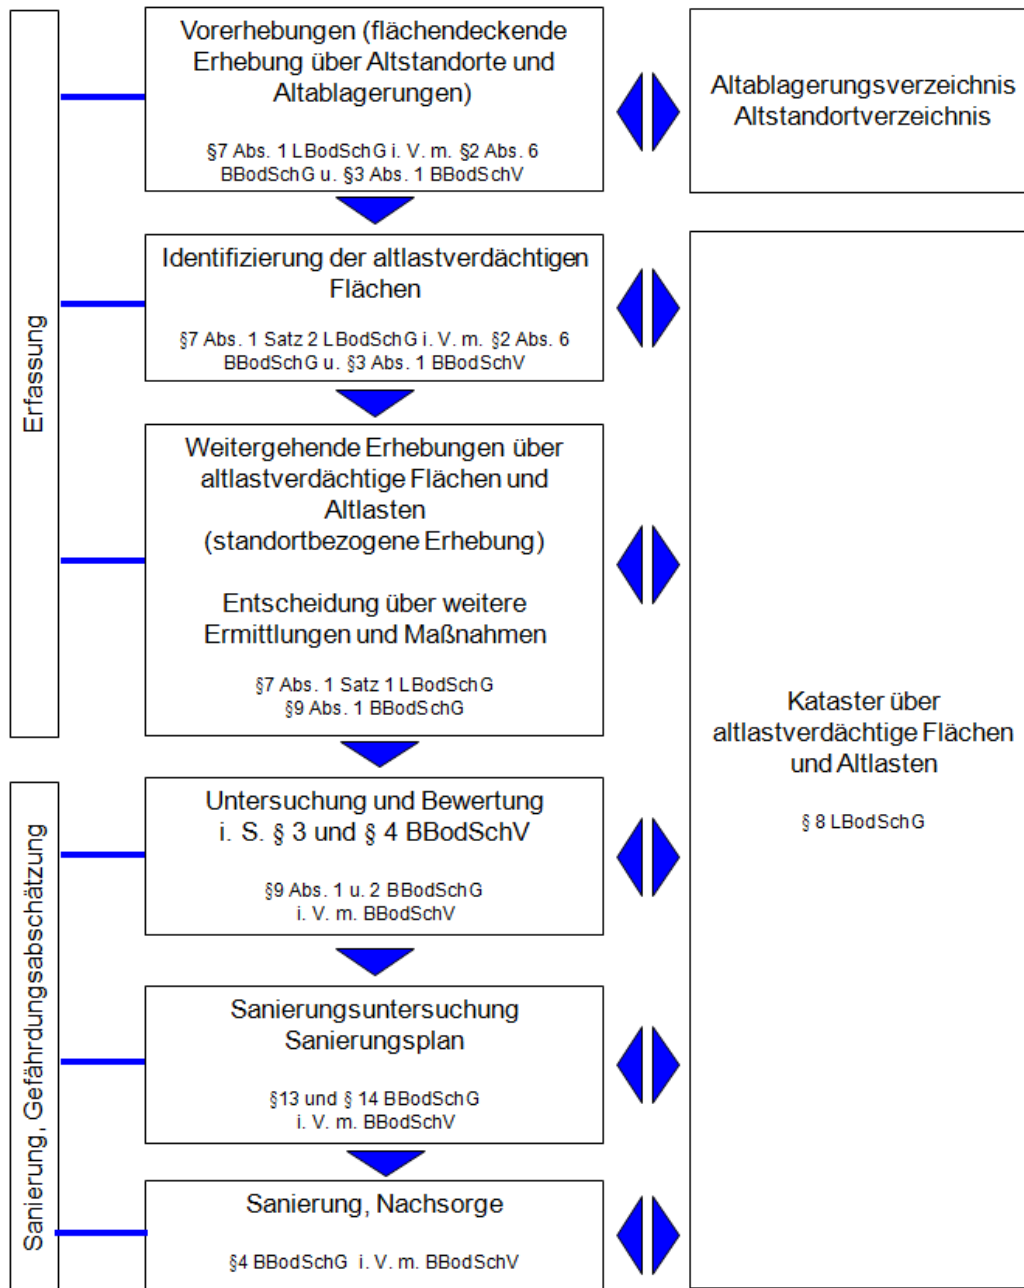 Vorerhebungen (flächendeckende
Erhebung über Altstandorte und
Altablagerungen)
§7 Abs. 1 LBodSchG i. V. m. §2 Abs. 6
BBodSchG u. §3 Abs. 1 BBodSchV
Altablagerungsverzeichnis
Altstandortverzeichnis
Erfassung
Identifizierung der altlastverdächtigen
Flächen
§7 Abs. 1 Satz 2 LBodSchG i. V. m. §2 Abs. 6
BBodSchG u. §3 Abs. 1 BBodSchV
Weitergehende Erhebungen über
altlastverdächtige Flächen und
Altlasten
(standortbezogene Erhebung)
Entscheidung über weitere
Ermittlungen und Maßnahmen
§7 Abs. 1 Satz 1 LBodSchG
§9 Abs. 1 BBodSchG
Kataster über
altlastverdächtige Flächen
und Altlasten
§ 8 LBodSchG
Sanierung, Gefährdungsabschätzung
Untersuchung und Bewertung
i. S. § 3 und § 4 BBodSchV
§9 Abs. 1 u. 2 BBodSchG
i. V. m. BBodSchV
Sanierungsuntersuchung
Sanierungsplan
§13 und § 14 BBodSchG
i. V. m. BBodSchV
Sanierung, Nachsorge
§4 BBodSchG i. V. m. BBodSchV